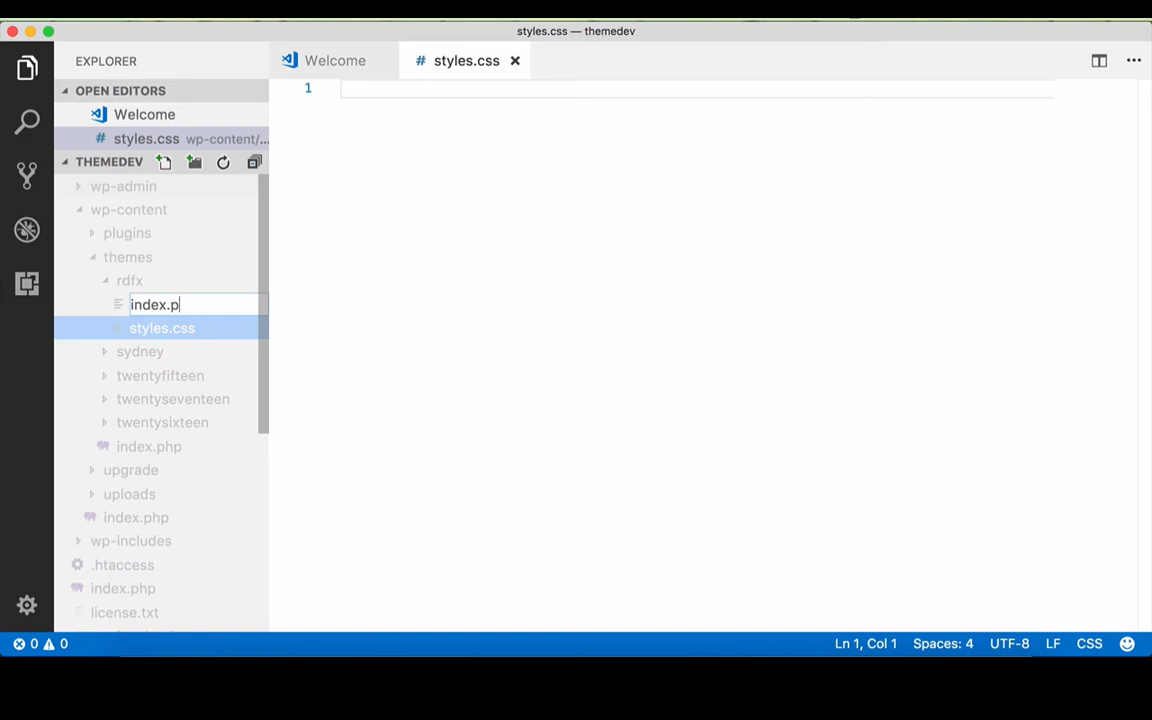 styles.css — themedev
EXPLORER
Welcome
styles.css
OPEN EDITORS
Welcome
styles.css wp-content/...
THEMEDEV
wp-admin
wp-content
plugins
themes
rdfx
index.p
styles.css
sydney
twentyfifteen
twentyseventeen
twentysixteen
index.php
upgrade
uploads
index.php
wp-includes
.htaccess
index.php
license.txt
1
0 0
Ln 1, Col 1 Spaces: 4 UTF-8 LF CSS